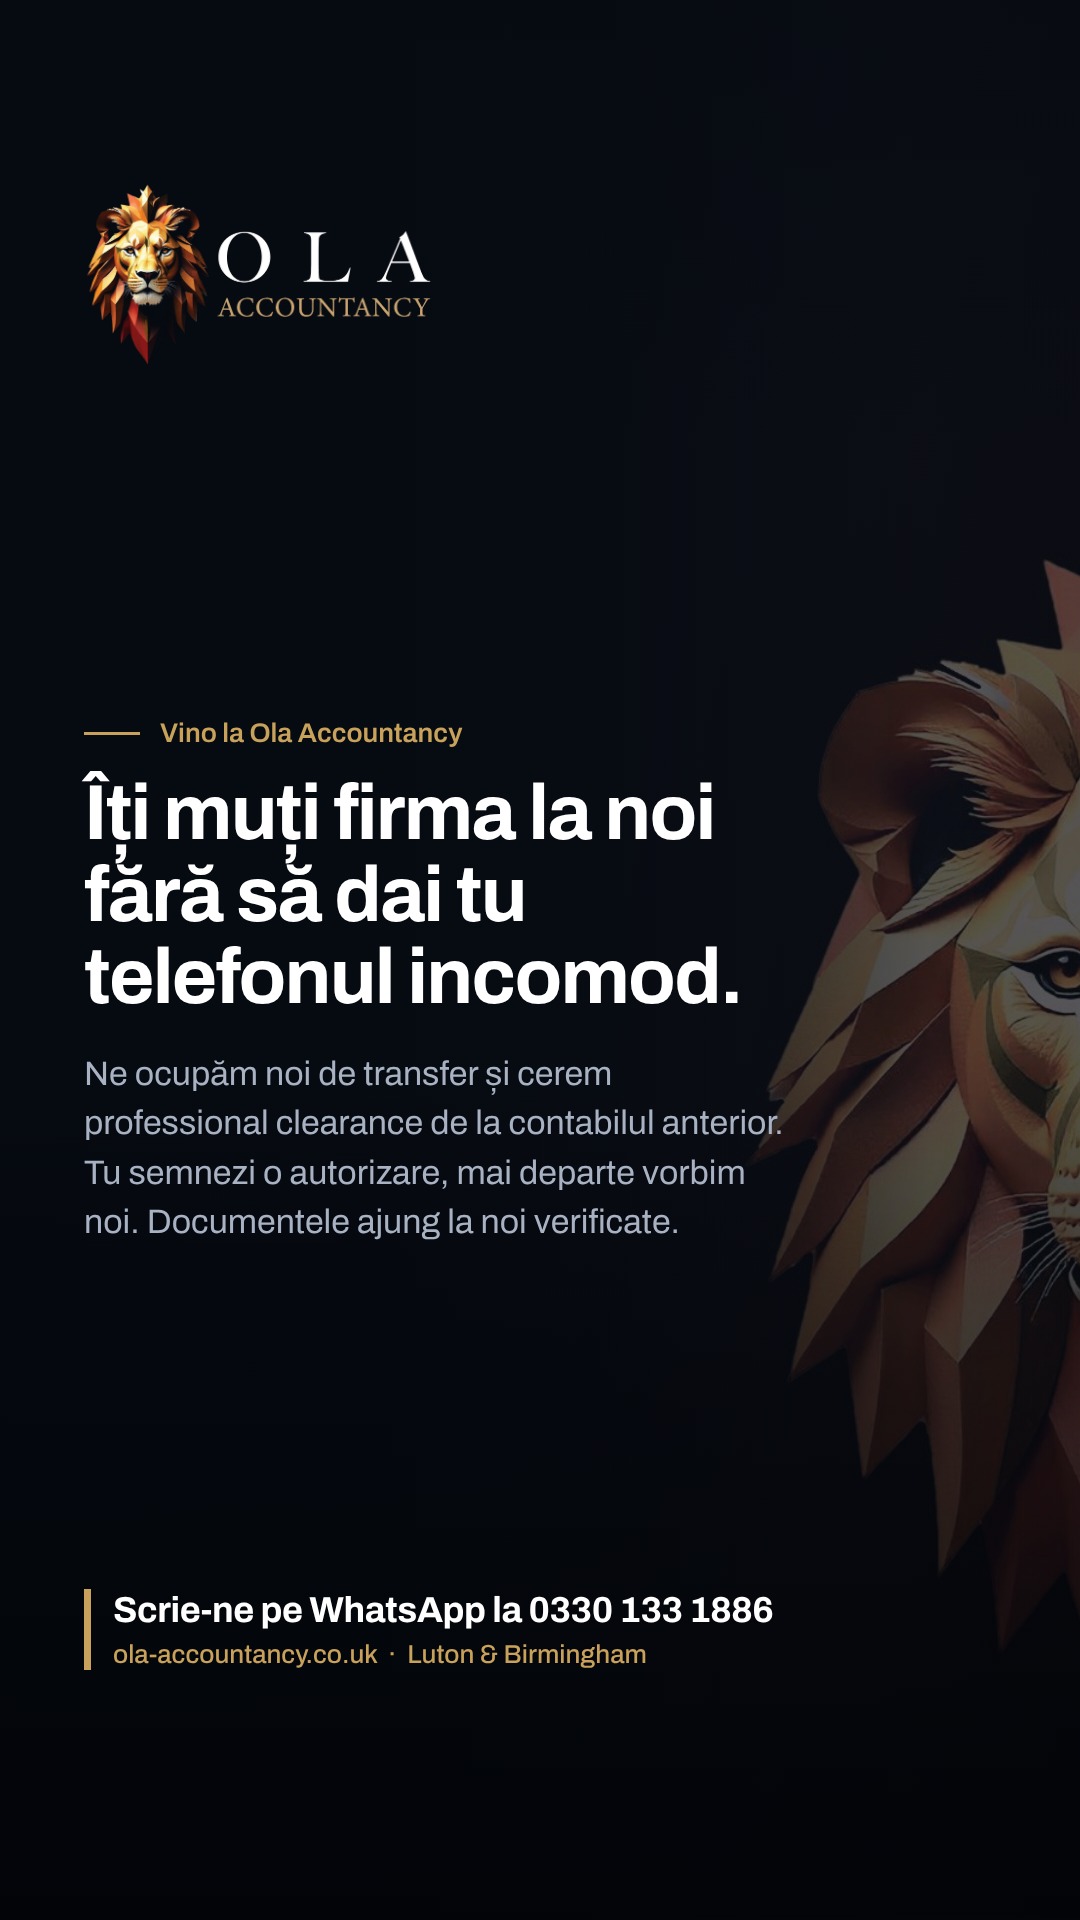 OLA
ACCOUNTANCY
Vino la Ola Accountancy
Îți muți firma la noi
fără să dai tu
telefonul incomod.
Ne ocupăm noi de transfer și cerem
professional clearance de la contabilul anterior.
Tu semnezi o autorizare, mai departe vorbim
noi. Documentele ajung la noi verificate.
Scrie-ne pe WhatsApp la 0330 133 1886
ola-accountancy.co.uk · Luton & Birmingham